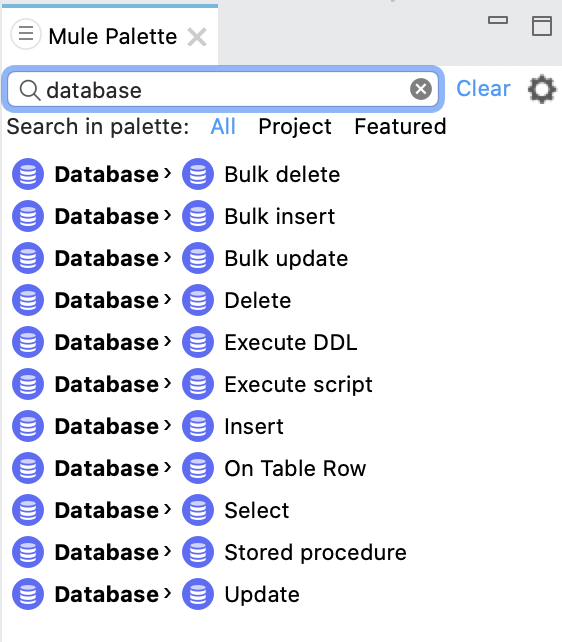 Mule Palette
database Clear
Search in palette: All Project Featured
Database › Bulk delete
Database › Bulk insert
Database › Bulk update
Database › Delete
Database › Execute DDL
Database › Execute script
Database › Insert
Database › On Table Row
Database › Select
Database › Stored procedure
Database › Update